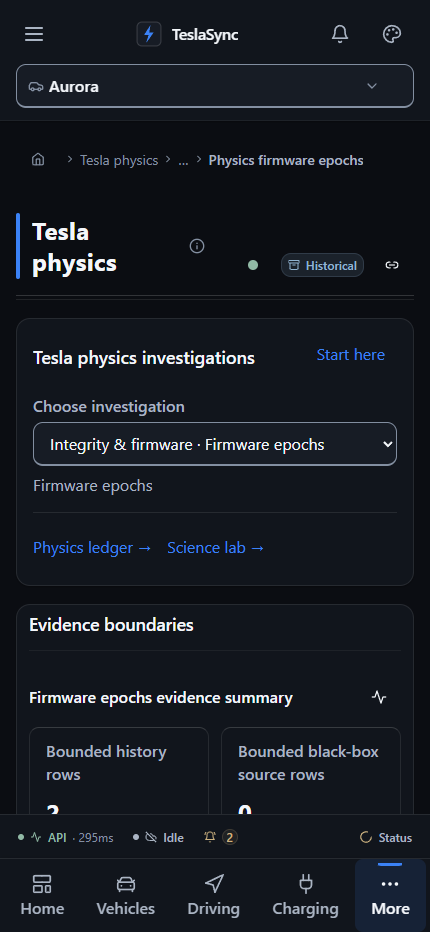 TeslaSync
Aurora
Tesla physics
...
Physics firmware epochs
Tesla
physics
Historical
Tesla physics investigations
Start here
Choose investigation
Integrity & firmware · Firmware epochs
Firmware epochs
Physics ledger →
Science lab →
Evidence boundaries
Firmware epochs evidence summary
Bounded history
rows
2
Bounded black-box
source rows
0
API · 295ms
Idle
2
Status
Home
Vehicles
Driving
Charging
More